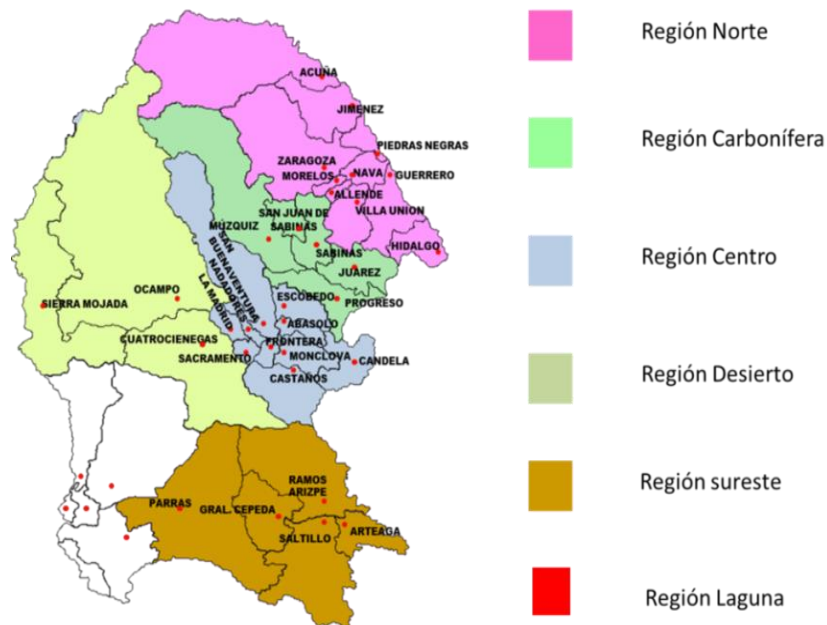 ACUÑA
JIMENEZ
PIEDRAS NEGRAS
ZARAGOZA
MORELOS
NAVA
GUERRERO
ALLENDE
VILLA UNION
SAN JUAN DE
SABINAS
MÚZQUIZ
SABINAS
HIDALGO
JUÁREZ
SAN
BUENAVENTURA
NADADORES
LA MADRID
OCAMPO
SIERRA MOJADA
ESCOBEDO
PROGRESO
ABASOLO
CUATROCIENEGAS
FRONTERA
SACRAMENTO
MONCLOVA
CANDELA
CASTAÑOS
RAMOS
ARIZPE
PARRAS
GRAL. CEPEDA
SALTILLO
ARTEAGA
Región Norte
Región Carbonífera
Región Centro
Región Desierto
Región sureste
Región Laguna